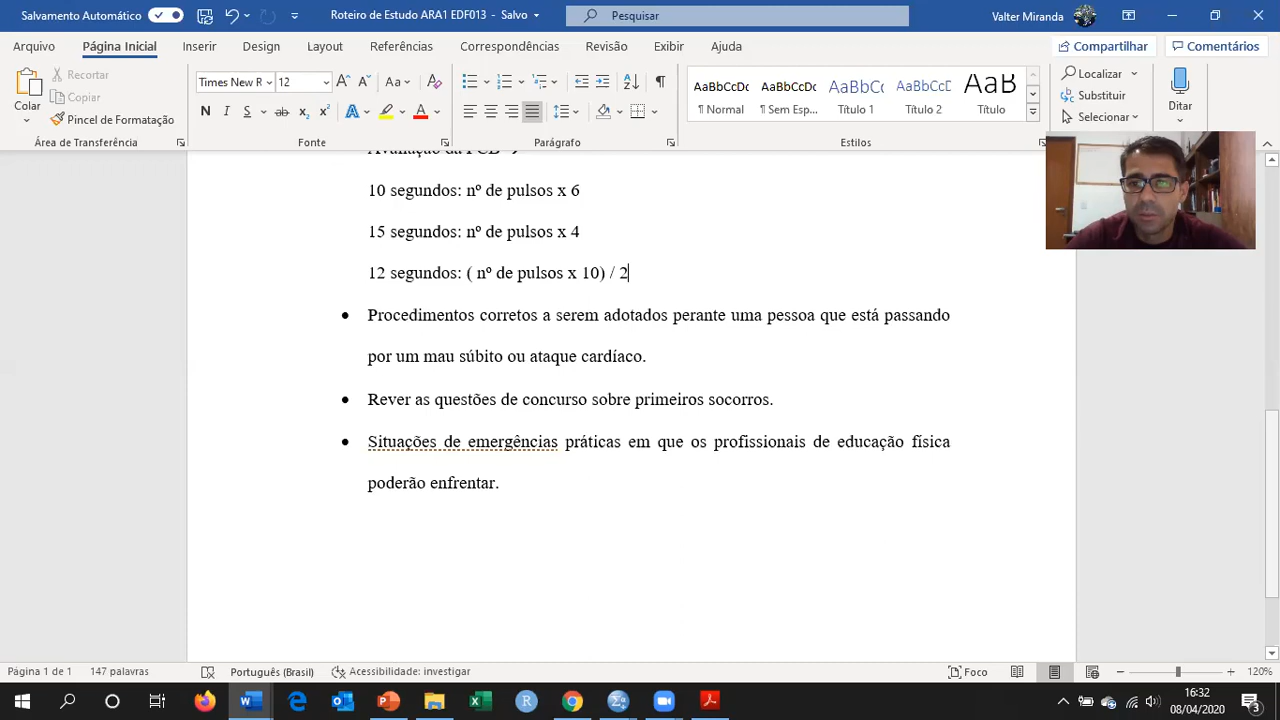 Salvamento Automático
Roteiro de Estudo ARA1 EDF013 - Salvo
Pesquisar
Valter Miranda
Arquivo
Página Inicial
Inserir
Design
Layout
Referências
Correspondências
Revisão
Exibir
Ajuda
Compartilhar
Comentários
Colar
Recortar
Copiar
Pincel de Formatação
Área de Transferência
Times New R
12
Fonte
Parágrafo
AaBbCcDc
¶ Normal
AaBbCcDc
¶ Sem Esp...
AaBbCc
Título 1
AaBbCcD
Título 2
AaB
Título
Estilos
Localizar
Substituir
Selecionar
Ditar
10 segundos: nº de pulsos x 6
15 segundos: nº de pulsos x 4
12 segundos: ( nº de pulsos x 10) / 2
• Procedimentos corretos a serem adotados perante uma pessoa que está passando
por um mau súbito ou ataque cardíaco.
• Rever as questões de concurso sobre primeiros socorros.
• Situações de emergências práticas em que os profissionais de educação física
poderão enfrentar.
Página 1 de 1
147 palavras
Português (Brasil)
Acessibilidade: investigar
Foco
120%
16:32
08/04/2020